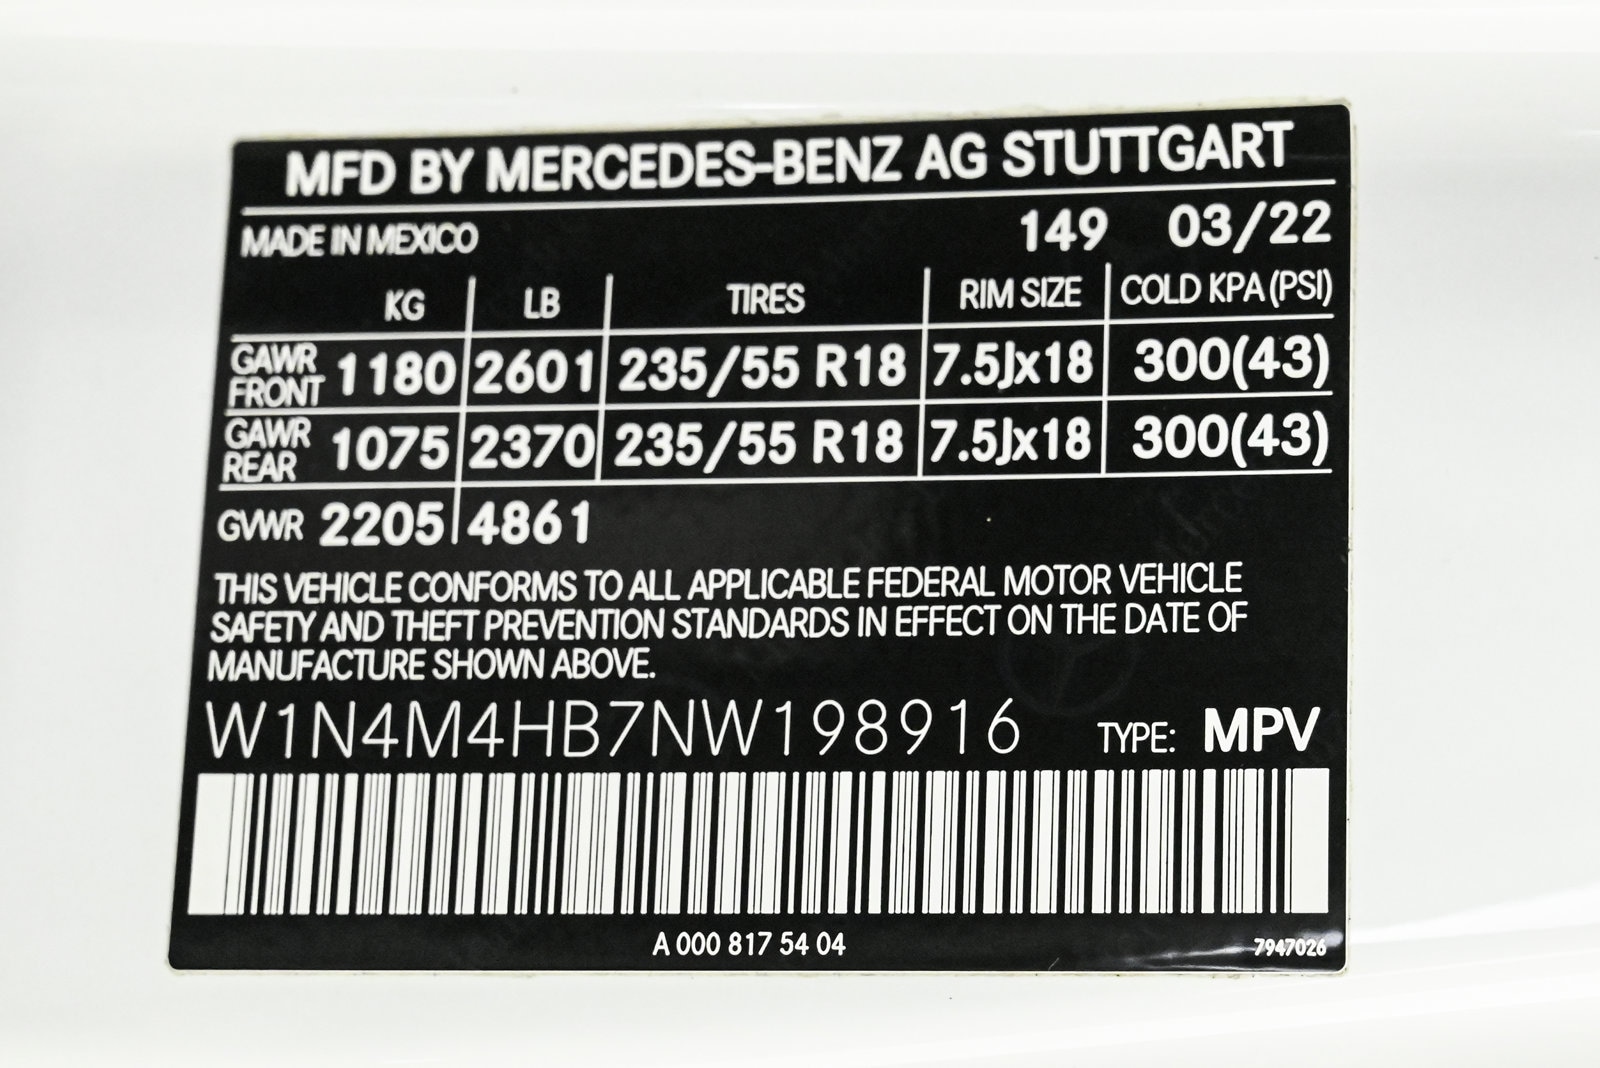 MFD BY MERCEDES-BENZ AG STUTTGART
MADE IN MEXICO 149 03/22
KG LB TIRES RIM SIZE COLD KPA (PSI)
GAWR FRONT 1180 2601 235/55 R18 7.5Jx18 300(43)
GAWR REAR 1075 2370 235/55 R18 7.5Jx18 300(43)
GVWR 2205 4861
THIS VEHICLE CONFORMS TO ALL APPLICABLE FEDERAL MOTOR VEHICLE
SAFETY AND THEFT PREVENTION STANDARDS IN EFFECT ON THE DATE OF
MANUFACTURE SHOWN ABOVE.
W1N4M4HB7NW198916 TYPE: MPV
A 000 817 54 04 7947026